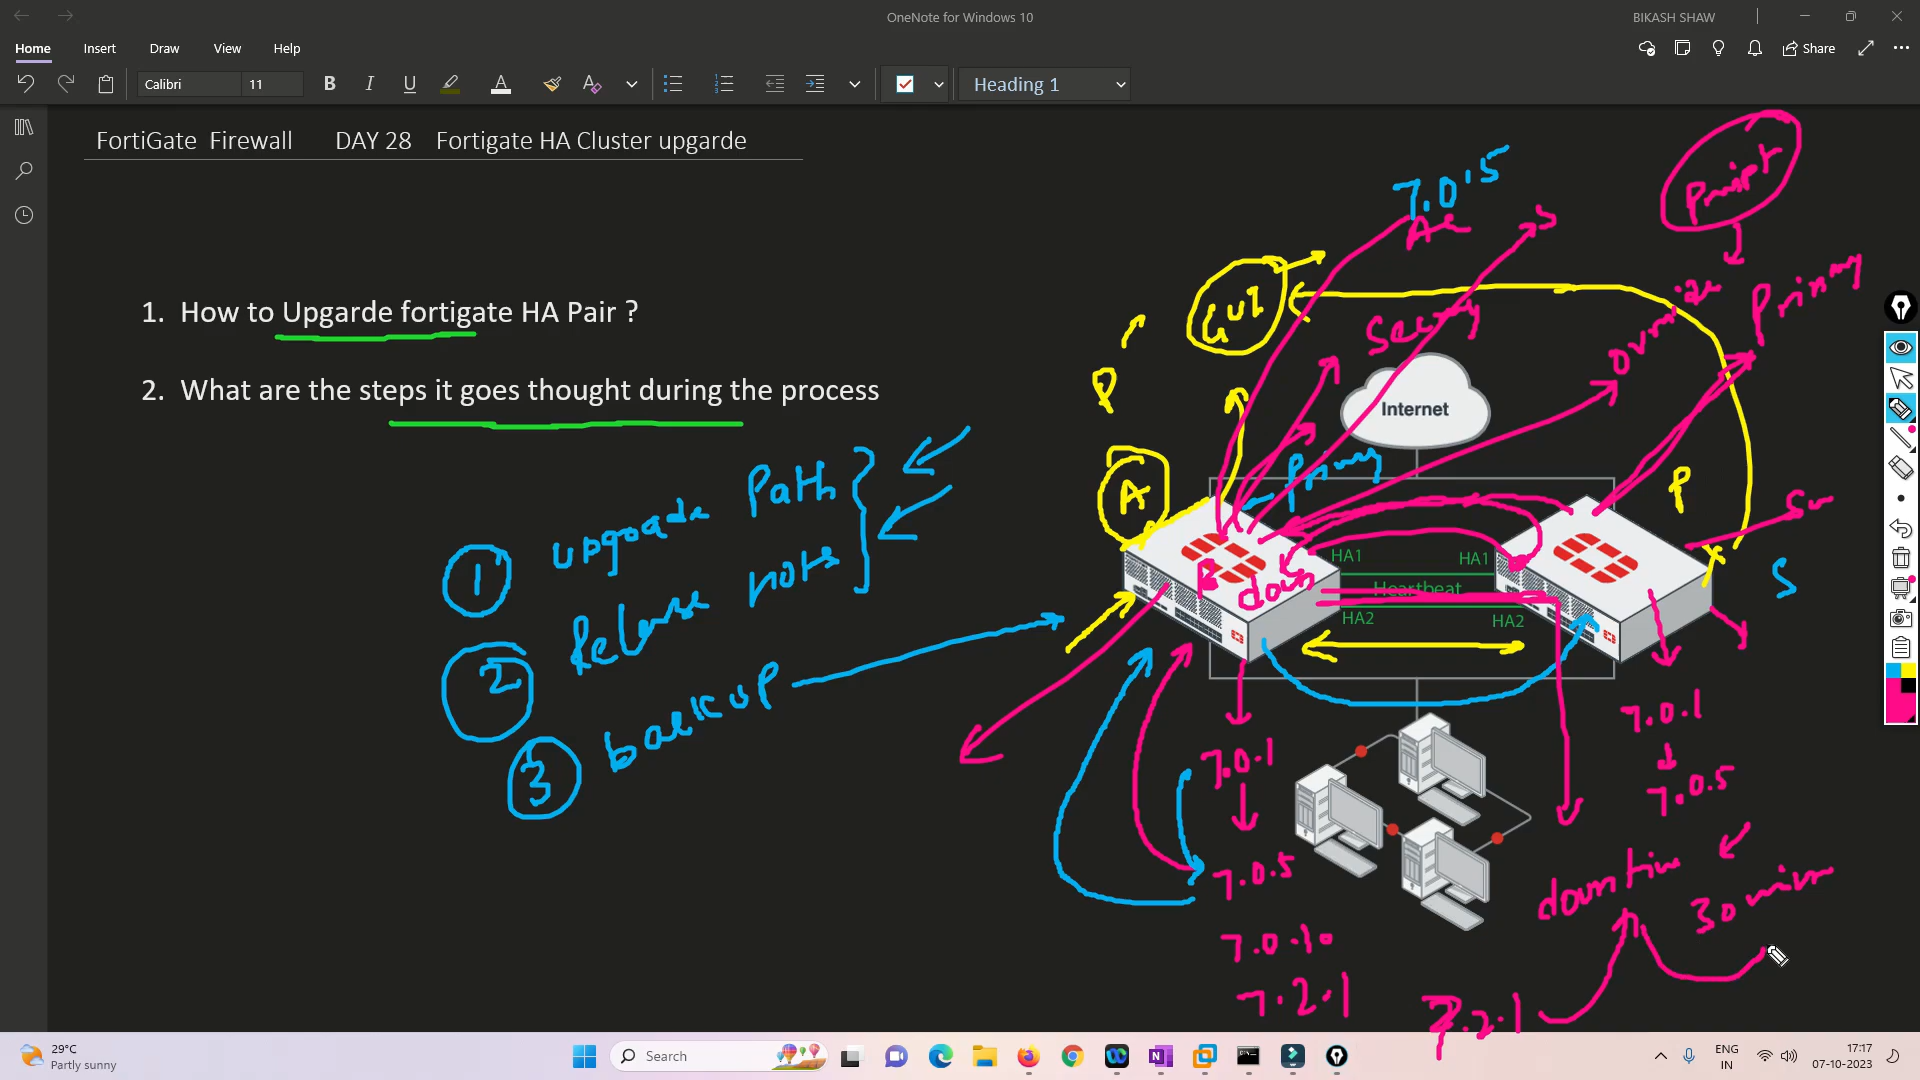 OneNote for Windows 10
BIKASH SHAW
Home Insert Draw View Help
Share
Calibri 11 B I U A A Heading 1
FortiGate Firewall DAY 28 Fortigate HA Cluster upgarde
1. How to Upgarde fortigate HA Pair ?
2. What are the steps it goes thought during the process
7.0.5
GUI
Primary
P
Internet
A
Primary
P
S
HA1 HA1
Heartbeat
HA2 HA2
down
1 upgrade Path
2 Release nots
3 backup
7.0.1
7.0.5
7.0.10
7.2.1
7.0.1
7.0.5
down time
30 min
7.2.1
29°C
Partly sunny
Search
ENG
IN
17:17
07-10-2023